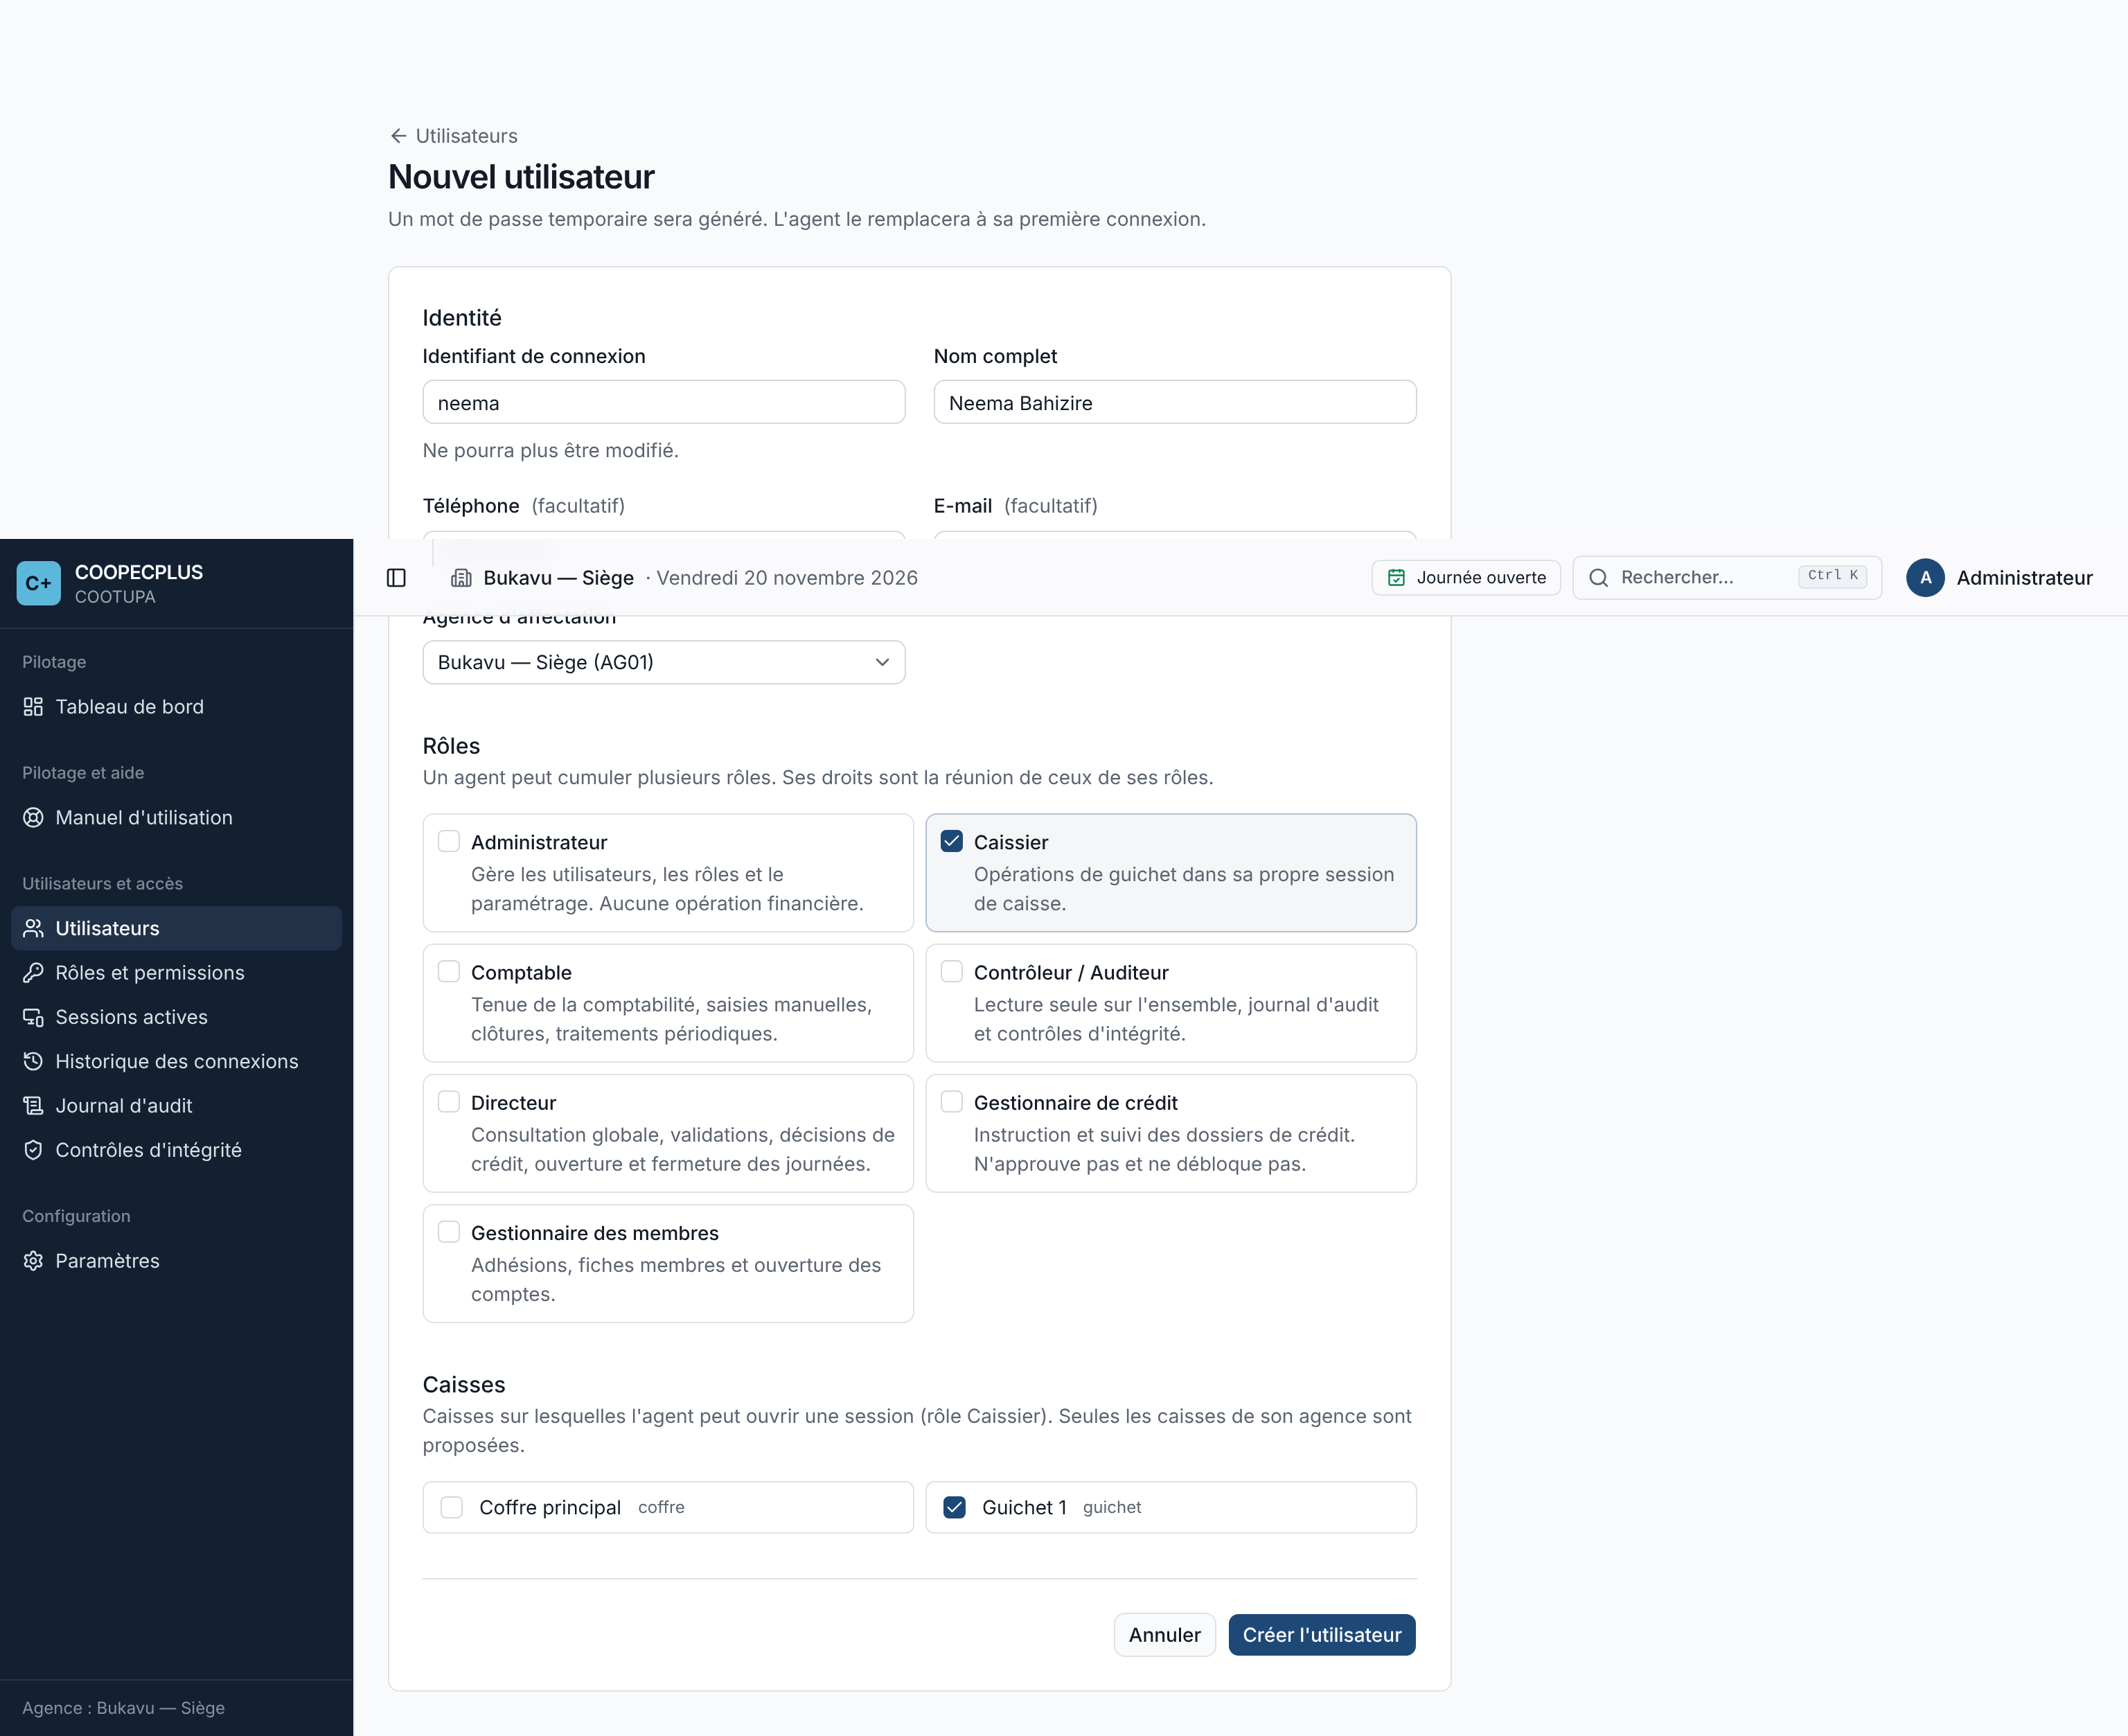 Utilisateurs
Nouvel utilisateur
Un mot de passe temporaire sera généré. L'agent le remplacera à sa première connexion.
Identité
Identifiant de connexion
Nom complet
neema
Neema Bahizire
Ne pourra plus être modifié.
Téléphone (facultatif)
E-mail (facultatif)
C+
COOPECPLUS
COOTUPA
Bukavu — Siège · Vendredi 20 novembre 2026
Journée ouverte
Rechercher...
Ctrl K
A
Administrateur
Agence d'affectation
Bukavu — Siège (AG01)
Pilotage
Tableau de bord
Pilotage et aide
Manuel d'utilisation
Utilisateurs et accès
Utilisateurs
Rôles et permissions
Sessions actives
Historique des connexions
Journal d'audit
Contrôles d'intégrité
Configuration
Paramètres
Agence : Bukavu — Siège
Rôles
Un agent peut cumuler plusieurs rôles. Ses droits sont la réunion de ceux de ses rôles.
Administrateur
Gère les utilisateurs, les rôles et le
paramétrage. Aucune opération financière.
Caissier
Opérations de guichet dans sa propre session
de caisse.
Comptable
Tenue de la comptabilité, saisies manuelles,
clôtures, traitements périodiques.
Contrôleur / Auditeur
Lecture seule sur l'ensemble, journal d'audit
et contrôles d'intégrité.
Directeur
Consultation globale, validations, décisions de
crédit, ouverture et fermeture des journées.
Gestionnaire de crédit
Instruction et suivi des dossiers de crédit.
N'approuve pas et ne débloque pas.
Gestionnaire des membres
Adhésions, fiches membres et ouverture des
comptes.
Caisses
Caisses sur lesquelles l'agent peut ouvrir une session (rôle Caissier). Seules les caisses de son agence sont
proposées.
Coffre principal coffre
Guichet 1 guichet
Annuler
Créer l'utilisateur